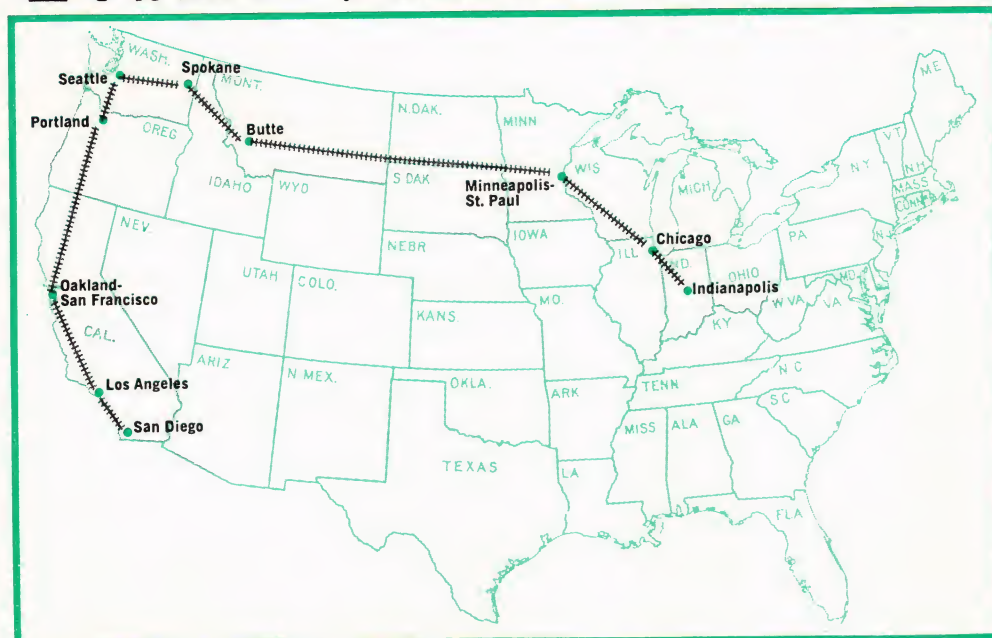 WASH.
Seattle
Spokane
MONT.
N.DAK.
MINN
ME
Portland
OREG
Butte
VT
N.H
N.Y
WIS
MICH
MASS
CONN
IDAHO
WYO
S DAK
Minneapolis-
St. Paul
NEV.
NEBR
IOWA
Chicago
PA
N.J
UTAH
COLO.
ILL
IND.
OHIO
MD.
Oakland-
San Francisco
Indianapolis
W VA
VA
CAL.
KANS.
MO.
KY
ARIZ
N MEX.
OKLA.
TENN
N C
Los Angeles
ARK
S C
San Diego
MISS
ALA
GA
TEXAS
LA
FLA